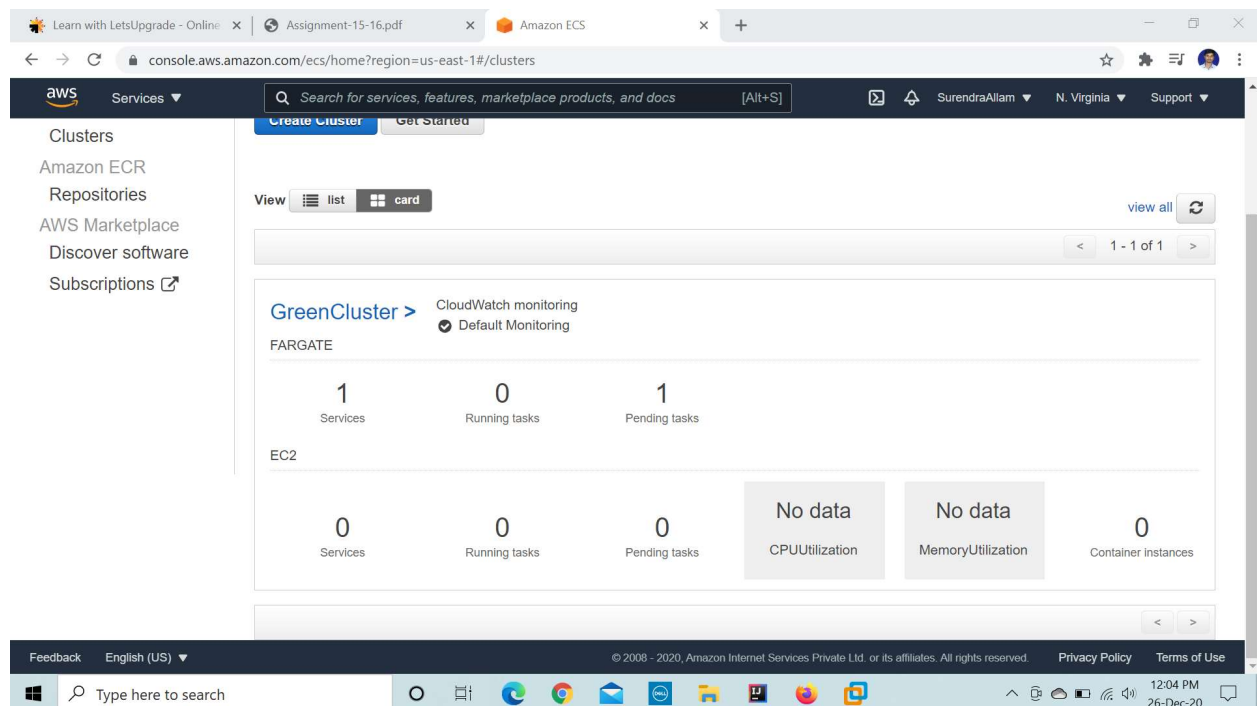 Learn with LetsUpgrade - Online
Assignment-15-16.pdf
Amazon ECS
console.aws.amazon.com/ecs/home?region=us-east-1#/clusters
aws
Services
Search for services, features, marketplace products, and docs
[Alt+S]
SurendraAllam
N. Virginia
Support
Clusters
Amazon ECR
Repositories
AWS Marketplace
Discover software
Subscriptions
Create Cluster
Get Started
View
list
card
view all
< 1 - 1 of 1 >
GreenCluster >
CloudWatch monitoring
Default Monitoring
FARGATE
1
Services
0
Running tasks
1
Pending tasks
EC2
0
Services
0
Running tasks
0
Pending tasks
No data
CPUUtilization
No data
MemoryUtilization
0
Container instances
< >
Feedback
English (US)
© 2008 - 2020, Amazon Internet Services Private Ltd. or its affiliates. All rights reserved.
Privacy Policy
Terms of Use
Type here to search
DELL
IJ
12:04 PM
26-Dec-20